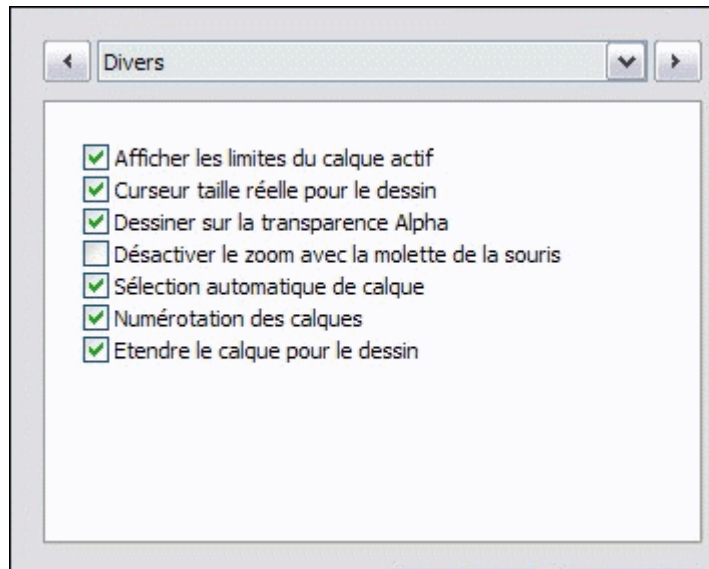 Divers
Afficher les limites du calque actif
Curseur taille réelle pour le dessin
Dessiner sur la transparence Alpha
Désactiver le zoom avec la molette de la souris
Sélection automatique de calque
Numérotation des calques
Etendre le calque pour le dessin